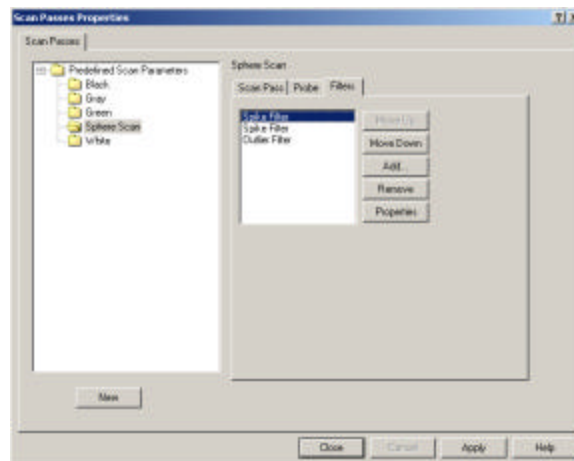 Scan Passes Properties
Scan Passes
Predefined Scan Parameters
Black
Gray
Green
Sphere Scan
White
New
Sphere Scan
Scan Pass
Probe
Filters
Spike Filter
Spike Filter
Outlier Filter
Move Up
Move Down
Add...
Remove
Properties
Close
Cancel
Apply
Help